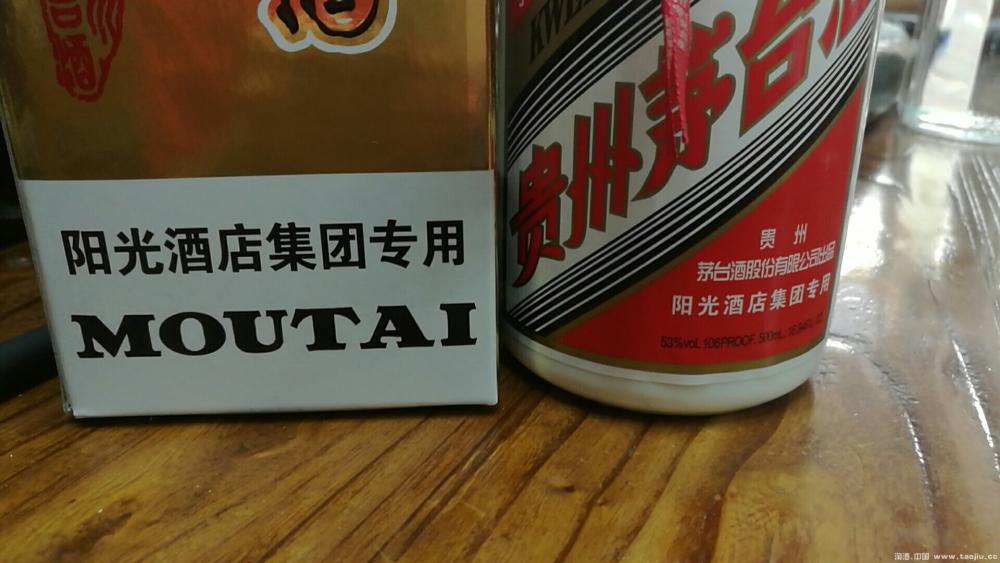 酒
阳光酒店集团专用
MOUTAI
贵州茅台酒
贵州
茅台酒股份有限公司出品
阳光酒店集团专用
53%vol. 106PROOF. 500mL.
淘酒.中国 www.taojiu.cc